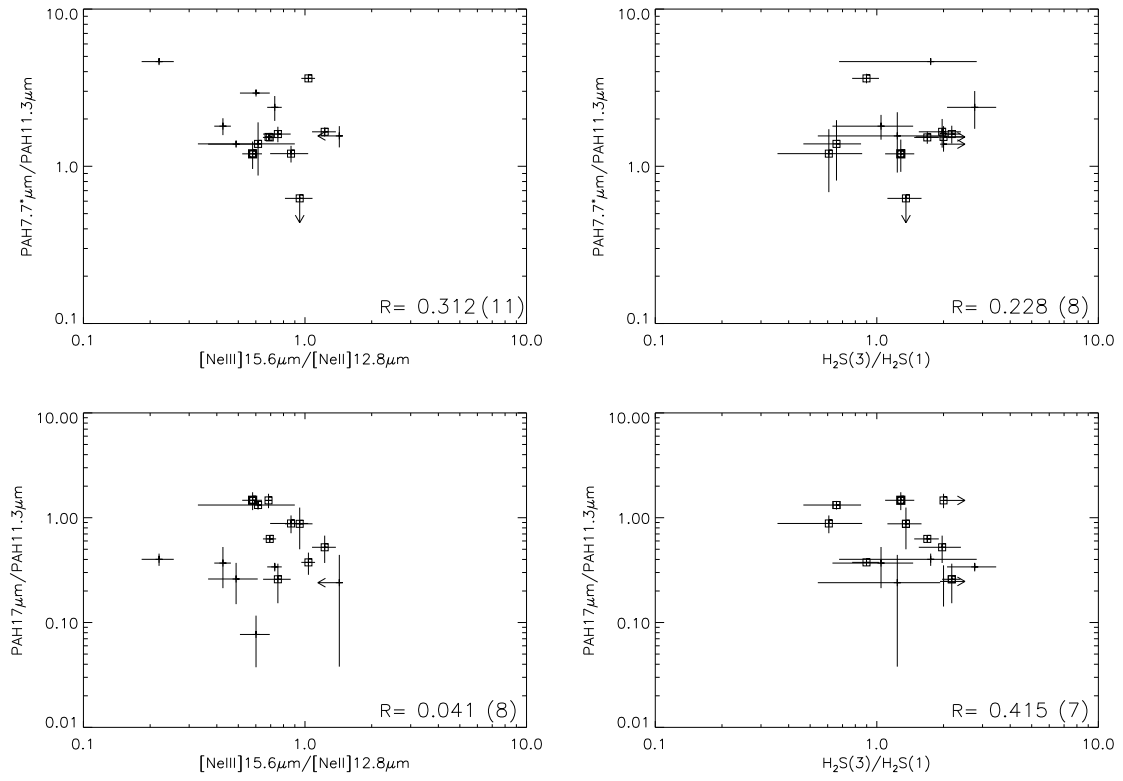 10.0
PAH7.7*μm/PAH11.3μm
1.0
0.1
R= 0.312 (11)
0.1 1.0 10.0
[NeIII]15.6μm/[NeII]12.8μm
10.0
PAH7.7*μm/PAH11.3μm
1.0
0.1
R= 0.228 (8)
0.1 1.0 10.0
H₂S(3)/H₂S(1)
10.00
PAH17μm/PAH11.3μm
1.00
0.10
0.01
R= 0.041 (8)
0.1 1.0 10.0
[NeIII]15.6μm/[NeII]12.8μm
10.00
PAH17μm/PAH11.3μm
1.00
0.10
0.01
R= 0.415 (7)
0.1 1.0 10.0
H₂S(3)/H₂S(1)